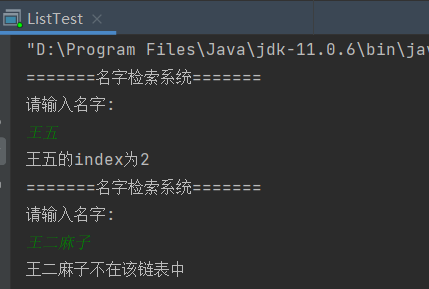 ListTest
"D:\Program Files\Java\jdk-11.0.6\bin\jav
=======名字检索系统=======
请输入名字:
王五
王五的index为2
=======名字检索系统=======
请输入名字:
王二麻子
王二麻子不在该链表中